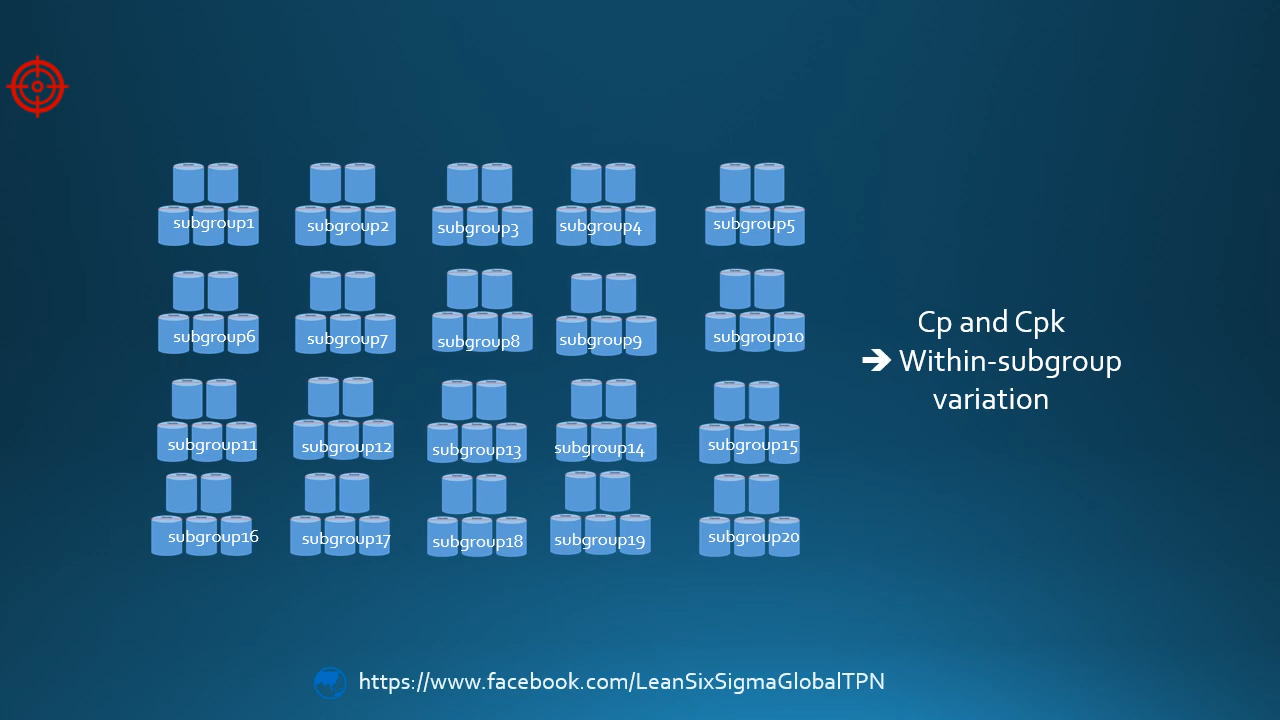 subgroup1
subgroup2
subgroup3
subgroup4
subgroup5
subgroup6
subgroup7
subgroup8
subgroup9
subgroup10
subgroup11
subgroup12
subgroup13
subgroup14
subgroup15
subgroup16
subgroup17
subgroup18
subgroup19
subgroup20
Cp and Cpk
➔ Within-subgroup
variation
https://www.facebook.com/LeanSixSigmaGlobalTPN